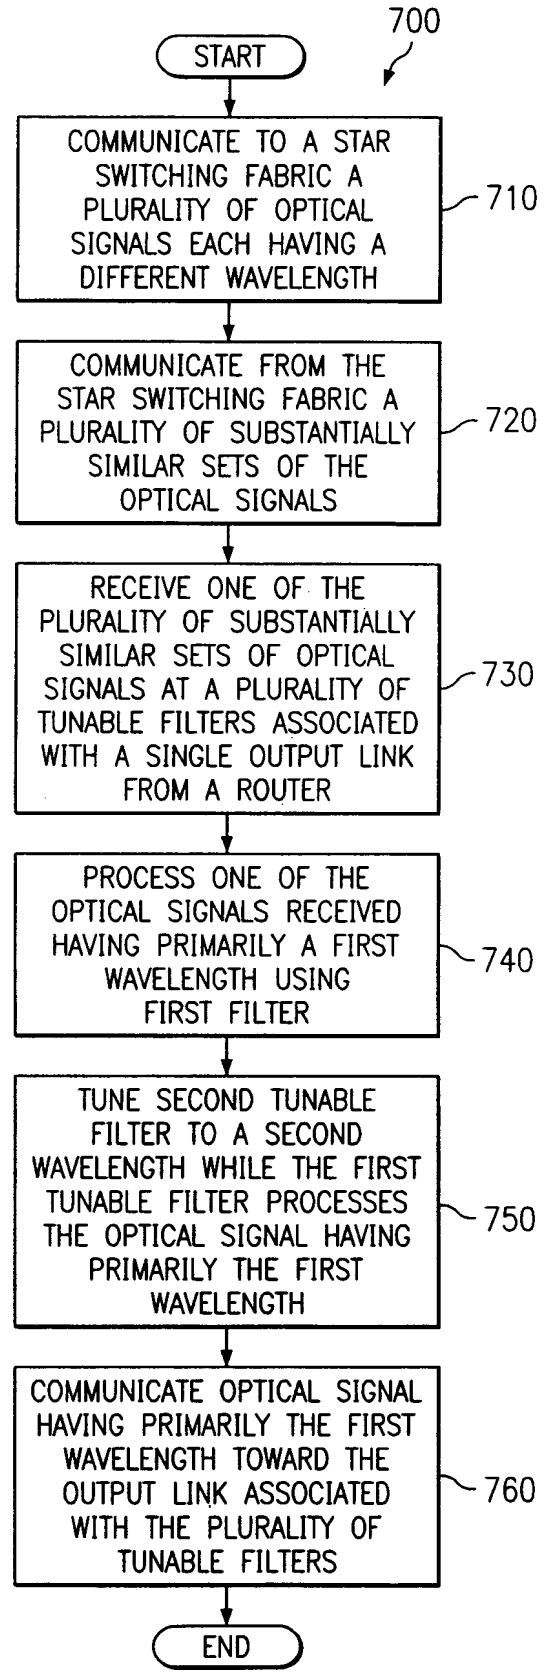 700
START
COMMUNICATE TO A STAR
SWITCHING FABRIC A
PLURALITY OF OPTICAL
SIGNALS EACH HAVING A
DIFFERENT WAVELENGTH
710
COMMUNICATE FROM THE
STAR SWITCHING FABRIC A
PLURALITY OF SUBSTANTIALLY
SIMILAR SETS OF THE
OPTICAL SIGNALS
720
RECEIVE ONE OF THE
PLURALITY OF SUBSTANTIALLY
SIMILAR SETS OF OPTICAL
SIGNALS AT A PLURALITY OF
TUNABLE FILTERS ASSOCIATED
WITH A SINGLE OUTPUT LINK
FROM A ROUTER
730
PROCESS ONE OF THE
OPTICAL SIGNALS RECEIVED
HAVING PRIMARILY A FIRST
WAVELENGTH USING
FIRST FILTER
740
TUNE SECOND TUNABLE
FILTER TO A SECOND
WAVELENGTH WHILE THE FIRST
TUNABLE FILTER PROCESSES
THE OPTICAL SIGNAL HAVING
PRIMARILY THE FIRST
WAVELENGTH
750
COMMUNICATE OPTICAL SIGNAL
HAVING PRIMARILY THE FIRST
WAVELENGTH TOWARD THE
OUTPUT LINK ASSOCIATED
WITH THE PLURALITY OF
TUNABLE FILTERS
760
END